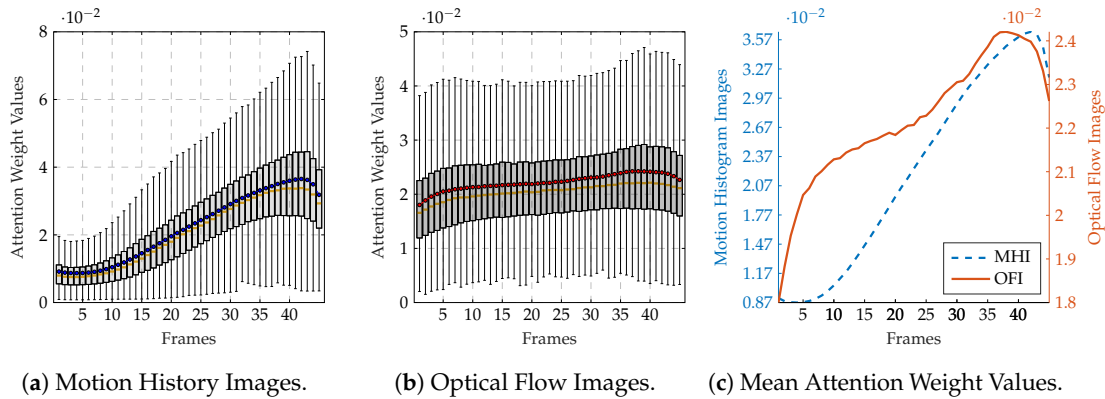 ·10⁻²
8
6
4
2
0
5 10 15 20 25 30 35 40
Frames
Attention Weight Values
(a) Motion History Images.
·10⁻²
5
4
3
2
1
0
5 10 15 20 25 30 35 40
Frames
Attention Weight Values
(b) Optical Flow Images.
·10⁻² ·10⁻²
3.57
3.27
2.97
2.67
2.37
2.07
1.77
1.47
1.17
0.87
Motion Histogram Images
2.4
2.3
2.2
2.1
2
1.9
1.8
Optical Flow Images
MHI
OFI
5 10 15 20 25 30 35 40
Frames
(c) Mean Attention Weight Values.